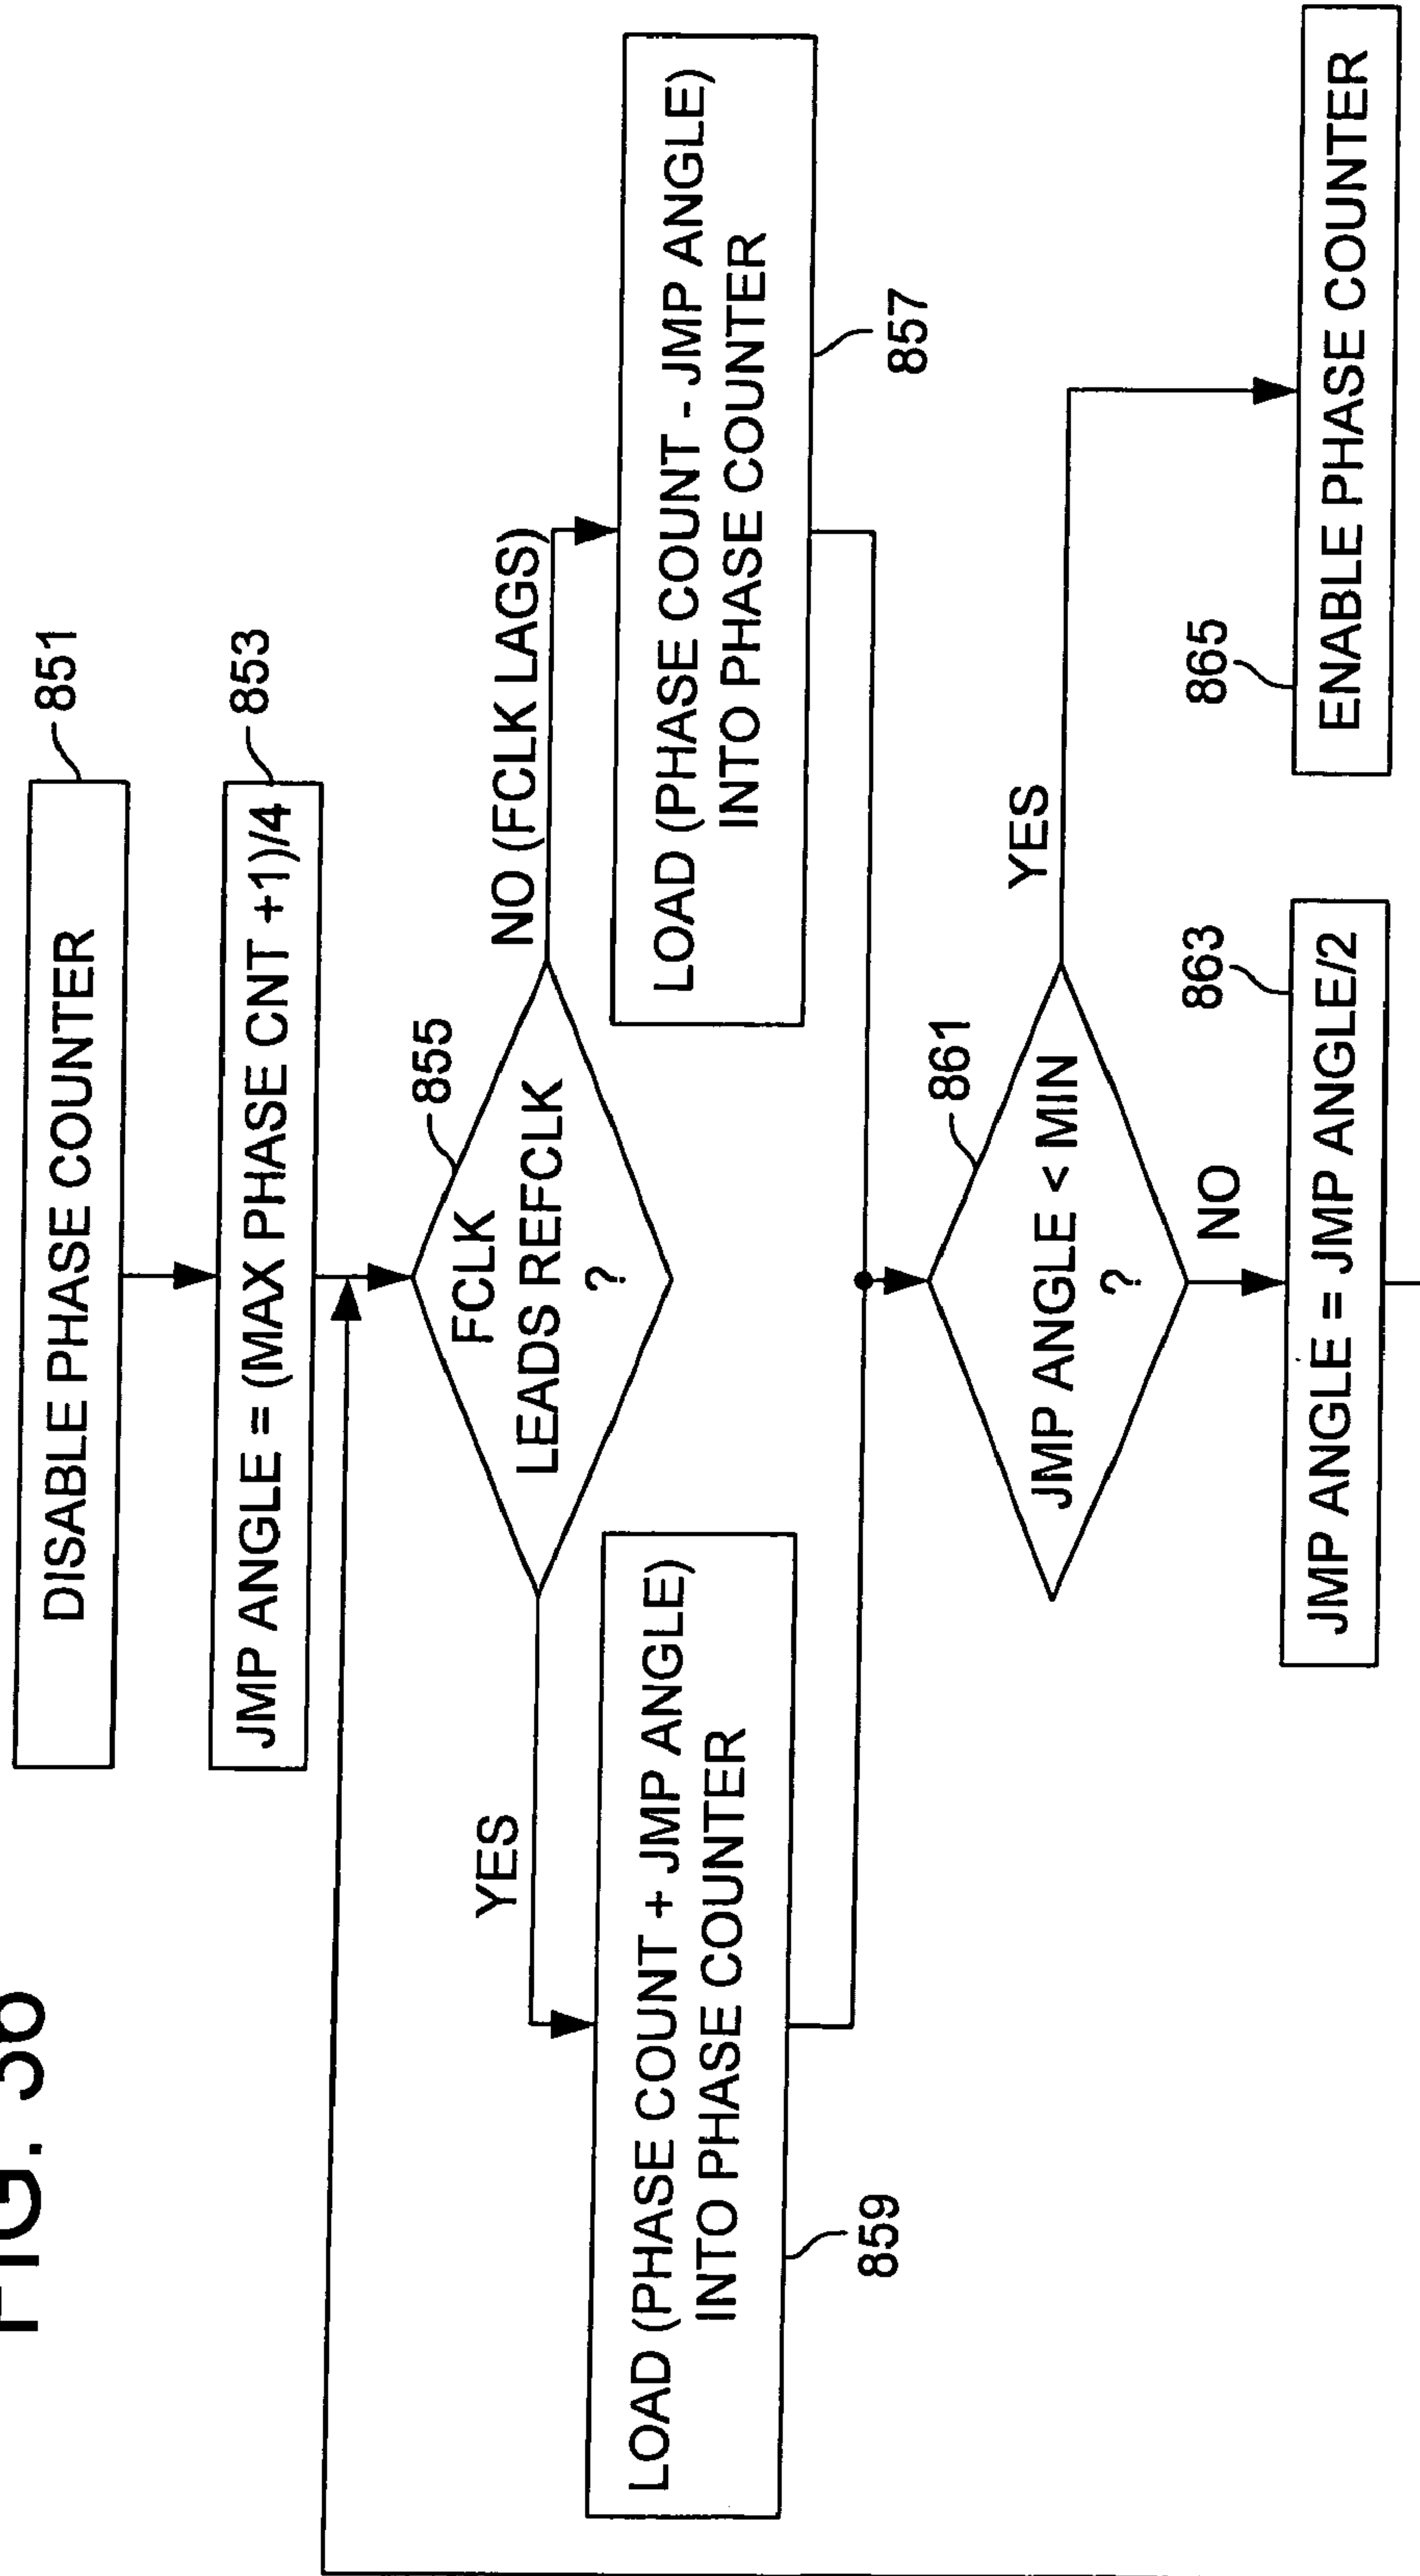 FIG. 36
DISABLE PHASE COUNTER
851
JMP ANGLE = (MAX PHASE CNT +1)/4
853
FCLK
LEADS REFCLK
?
855
YES
NO (FCLK LAGS)
LOAD (PHASE COUNT + JMP ANGLE)
INTO PHASE COUNTER
859
LOAD (PHASE COUNT - JMP ANGLE)
INTO PHASE COUNTER
857
JMP ANGLE < MIN
?
861
YES
NO
JMP ANGLE = JMP ANGLE/2
863
ENABLE PHASE COUNTER
865